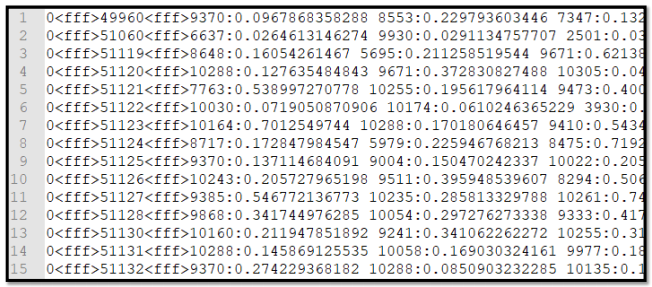 1 0<fff>49960<fff>9370:0.0967868358288 8553:0.229793603446 7347:0.132
2 0<fff>51060<fff>6637:0.0264613146274 9930:0.0291134757707 2501:0.03
3 0<fff>51119<fff>8648:0.16054261467 5695:0.211258519544 9671:0.62138
4 0<fff>51120<fff>10288:0.127635484843 9671:0.372830827488 10305:0.04
5 0<fff>51121<fff>7763:0.538997270778 10255:0.195617964114 9473:0.400
6 0<fff>51122<fff>10030:0.0719050870906 10174:0.0610246365229 3930:0.
7 0<fff>51123<fff>10164:0.7012549744 10288:0.170180646457 9410:0.5434
8 0<fff>51124<fff>8717:0.172847984547 5979:0.225946768213 8475:0.7192
9 0<fff>51125<fff>9370:0.137114684091 9004:0.150470242337 10022:0.205
10 0<fff>51126<fff>10243:0.205727965198 9511:0.395948539607 8294:0.506
11 0<fff>51127<fff>9385:0.546772136773 10235:0.285813329788 10261:0.74
12 0<fff>51128<fff>9868:0.341744976285 10054:0.297276273338 9333:0.417
13 0<fff>51130<fff>10160:0.211947851892 9241:0.341062262272 10255:0.31
14 0<fff>51131<fff>10288:0.145869125535 10058:0.169030324161 9977:0.18
15 0<fff>51132<fff>9370:0.274229368182 10288:0.0850903232285 10135:0.1